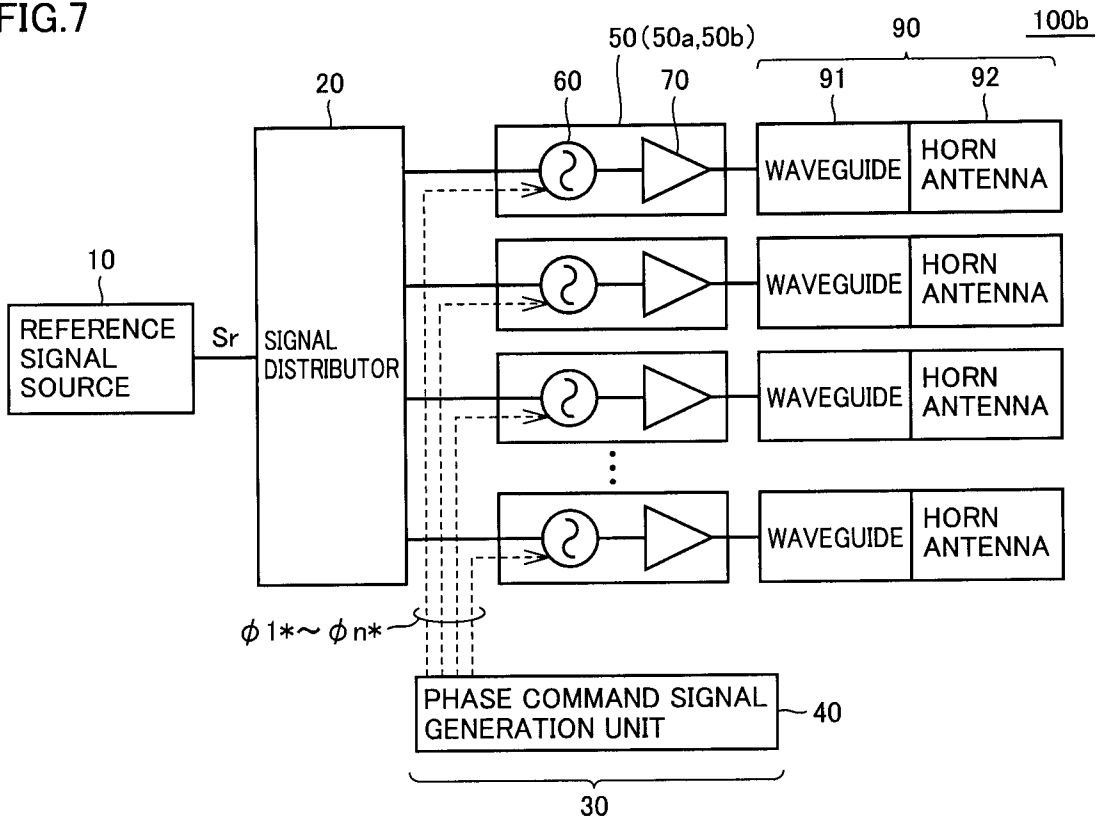 FIG.7
100b
50(50a,50b)
90
20
60
70
91
92
WAVEGUIDE
HORN
ANTENNA
10
WAVEGUIDE
HORN
ANTENNA
REFERENCE
SIGNAL
SOURCE
Sr
SIGNAL
DISTRIBUTOR
WAVEGUIDE
HORN
ANTENNA
WAVEGUIDE
HORN
ANTENNA
ϕ1*~ϕn*
PHASE COMMAND SIGNAL
GENERATION UNIT
40
30